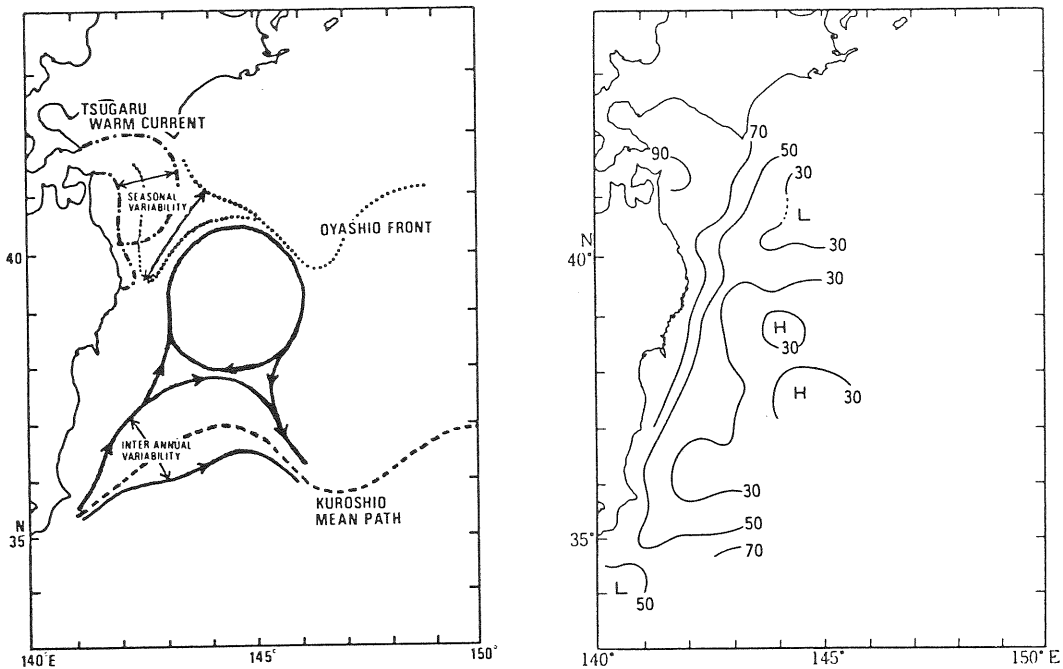 TSUGARU
WARM CURRENT
SEASONAL
VARIABILITY
OYASHIO FRONT
40
INTER ANNUAL
VARIABILITY
KUROSHIO
MEAN PATH
N
35
140°E
145°
150°
70
50
90
30
L
30
N
40°
30
H
30
H
30
30
50
35°
70
L
50
140°
145°
150°E